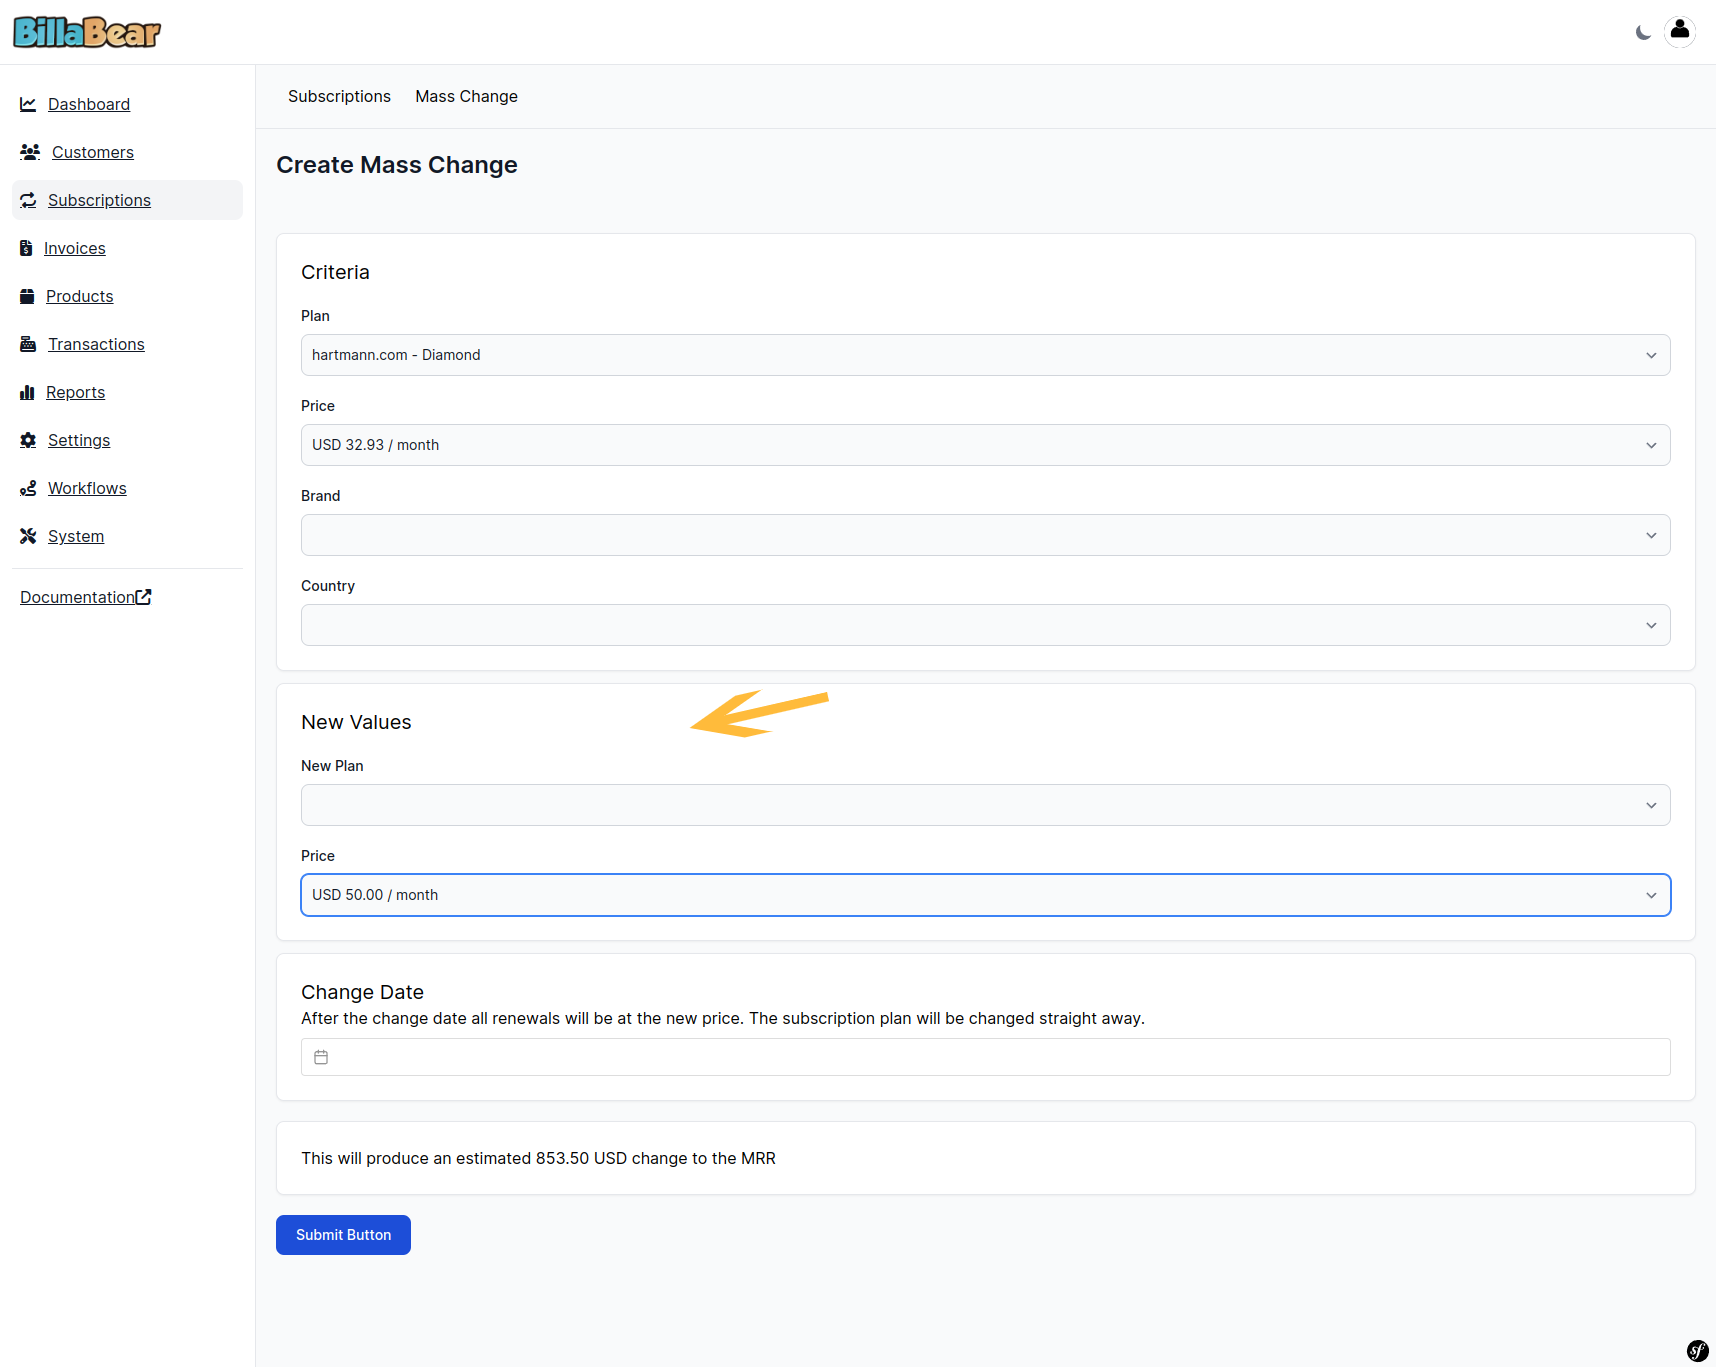 BillaBear
Dashboard
Customers
Subscriptions
Invoices
Products
Transactions
Reports
Settings
Workflows
System
Documentation
Subscriptions Mass Change
Create Mass Change
Criteria
Plan
hartmann.com - Diamond
Price
USD 32.93 / month
Brand
Country
New Values
New Plan
Price
USD 50.00 / month
Change Date
After the change date all renewals will be at the new price. The subscription plan will be changed straight away.
This will produce an estimated 853.50 USD change to the MRR
Submit Button
sf